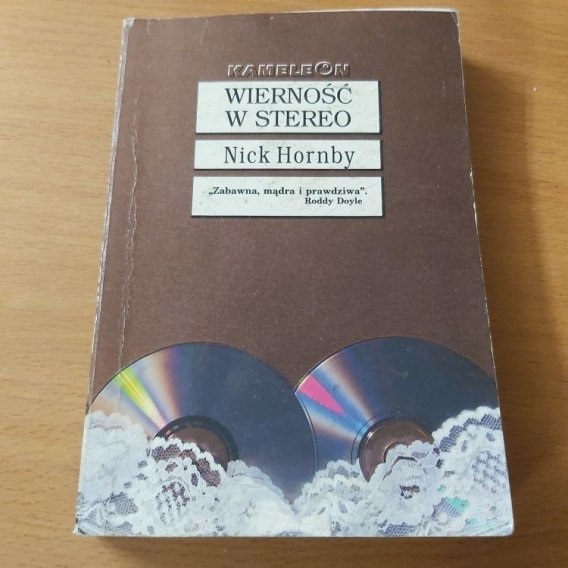 KAMELEON
WIERNOŚĆ
W STEREO
Nick Hornby
„Zabawna, mądra i prawdziwa”.
Roddy Doyle